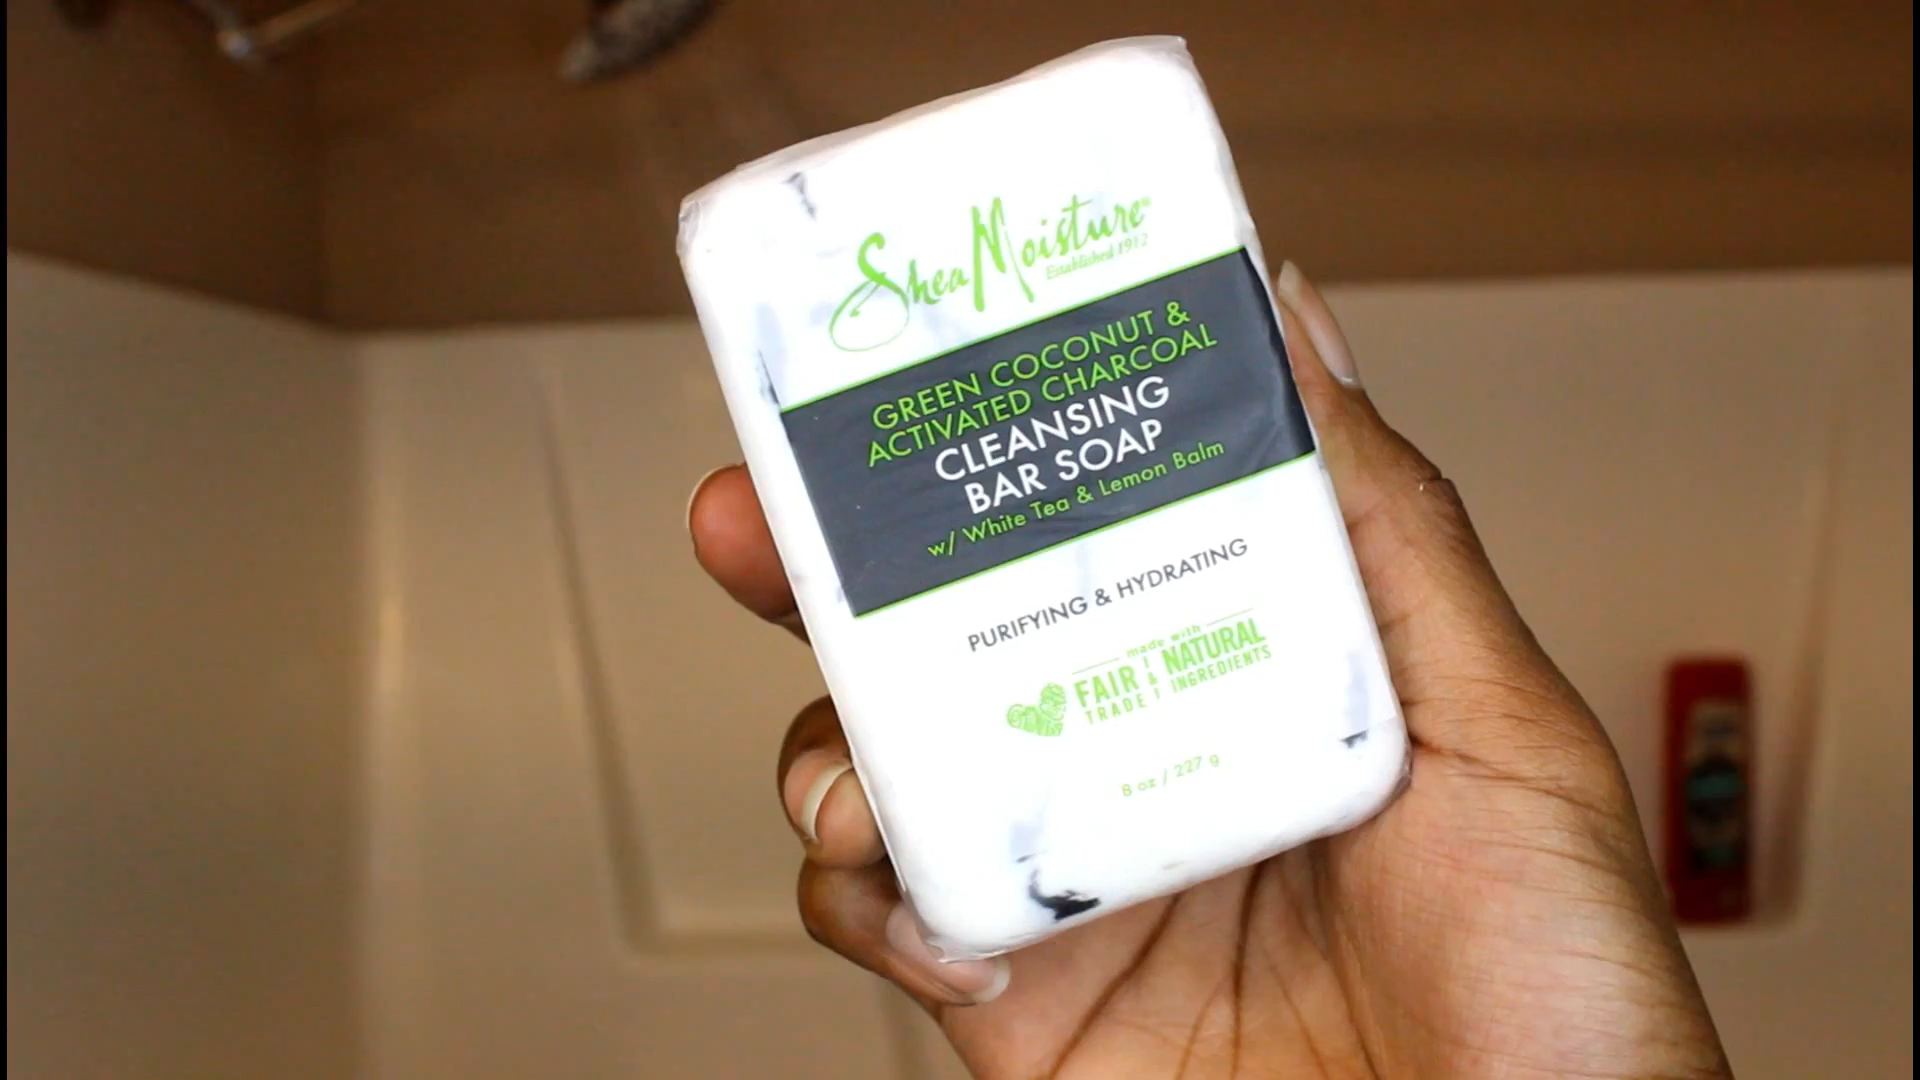 SheaMoisture®
Established 1912
GREEN COCONUT &
ACTIVATED CHARCOAL
CLEANSING
BAR SOAP
w/ White Tea & Lemon Balm
PURIFYING & HYDRATING
made with
FAIR & NATURAL
TRADE INGREDIENTS
8 oz / 227 g